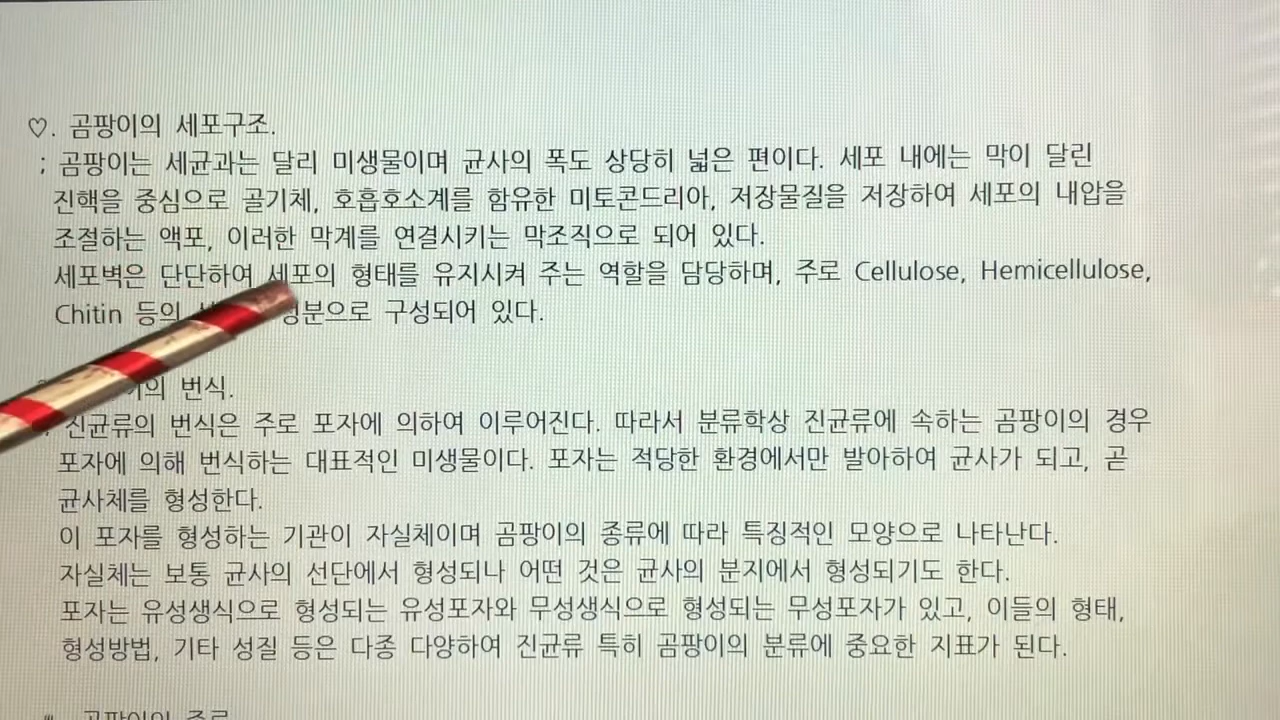 ♡. 곰팡이의 세포구조.
; 곰팡이는 세균과는 달리 미생물이며 균사의 폭도 상당히 넓은 편이다. 세포 내에는 막이 달린
진핵을 중심으로 골기체, 호흡호소계를 함유한 미토콘드리아, 저장물질을 저장하여 세포의 내압을
조절하는 액포, 이러한 막계를 연결시키는 막조직으로 되어 있다.
세포벽은 단단하여 세포의 형태를 유지시켜 주는 역할을 담당하며, 주로 Cellulose, Hemicellulose,
Chitin 등의 구성되어 있다.
번식.
; 진균류의 번식은 주로 포자에 의하여 이루어진다. 따라서 분류학상 진균류에 속하는 곰팡이의 경우
포자에 의해 번식하는 대표적인 미생물이다. 포자는 적당한 환경에서만 발아하여 균사가 되고, 곧
균사체를 형성한다.
이 포자를 형성하는 기관이 자실체이며 곰팡이의 종류에 따라 특징적인 모양으로 나타난다.
자실체는 보통 균사의 선단에서 형성되나 어떤 것은 균사의 분지에서 형성되기도 한다.
포자는 유성생식으로 형성되는 유성포자와 무성생식으로 형성되는 무성포자가 있고, 이들의 형태,
형성방법, 기타 성질 등은 다종 다양하여 진균류 특히 곰팡이의 분류에 중요한 지표가 된다.